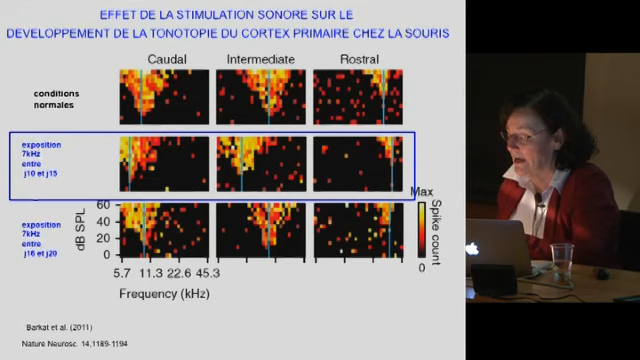 EFFET DE LA STIMULATION SONORE SUR LE
DEVELOPPEMENT DE LA TONOTOPIE DU CORTEX PRIMAIRE CHEZ LA SOURIS
Caudal Intermediate Rostral
conditions
normales
exposition
7kHz
entre
j10 et j15
exposition
7kHz
entre
j16 et j20
dB SPL
60
40
20
0
Max
Spike count
0
5.7 11.3 22.6 45.3
Frequency (kHz)
Barkat et al. (2011)
Nature Neurosc. 14,1189-1194